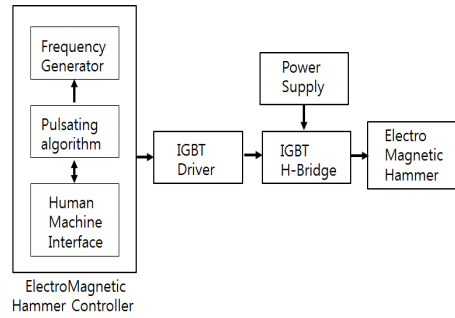 Frequency
Generator
Pulsating
algorithm
Human
Machine
Interface
ElectroMagnetic
Hammer Controller
IGBT
Driver
Power
Supply
IGBT
H-Bridge
Electro
Magnetic
Hammer